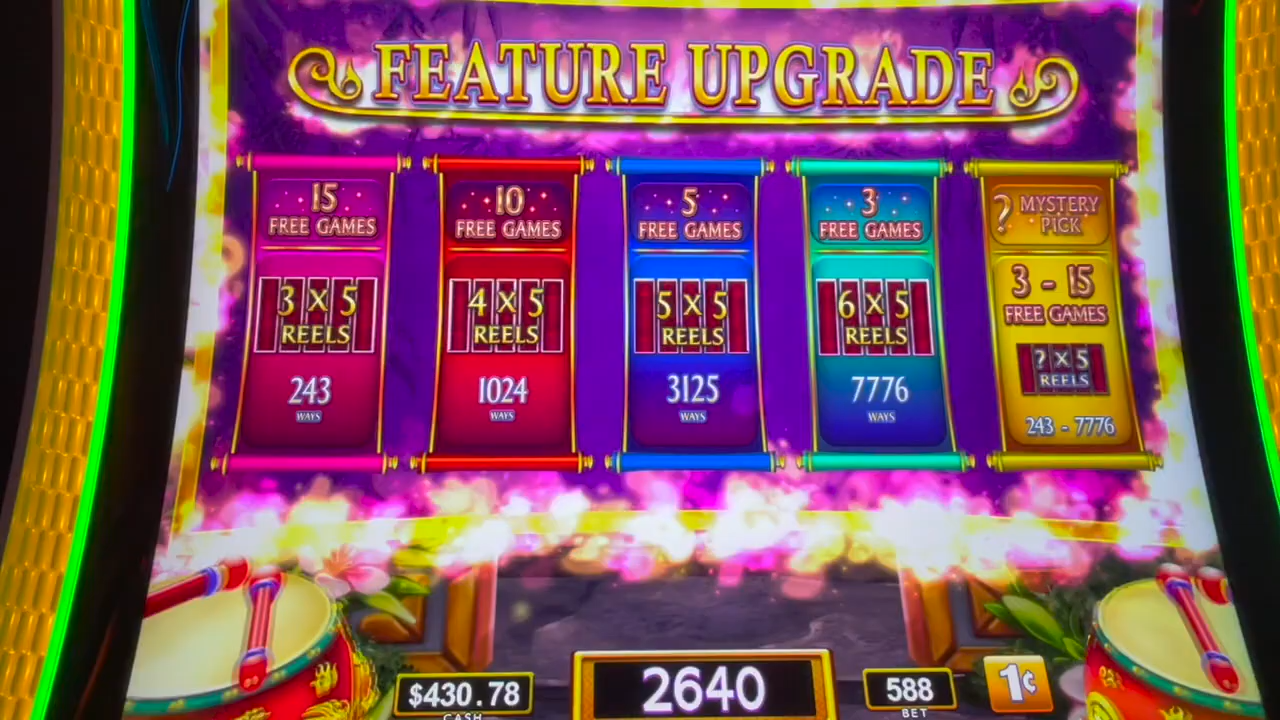 FEATURE UPGRADE
15
FREE GAMES
3 X 5
REELS
243
WAYS
10
FREE GAMES
4 X 5
REELS
1024
WAYS
5
FREE GAMES
5 X 5
REELS
3125
WAYS
3
FREE GAMES
6 X 5
REELS
7776
WAYS
? MYSTERY
PICK
3 - 15
FREE GAMES
? X 5
REELS
243 - 7776
$430.78
CASH
2640
588
BET
1¢